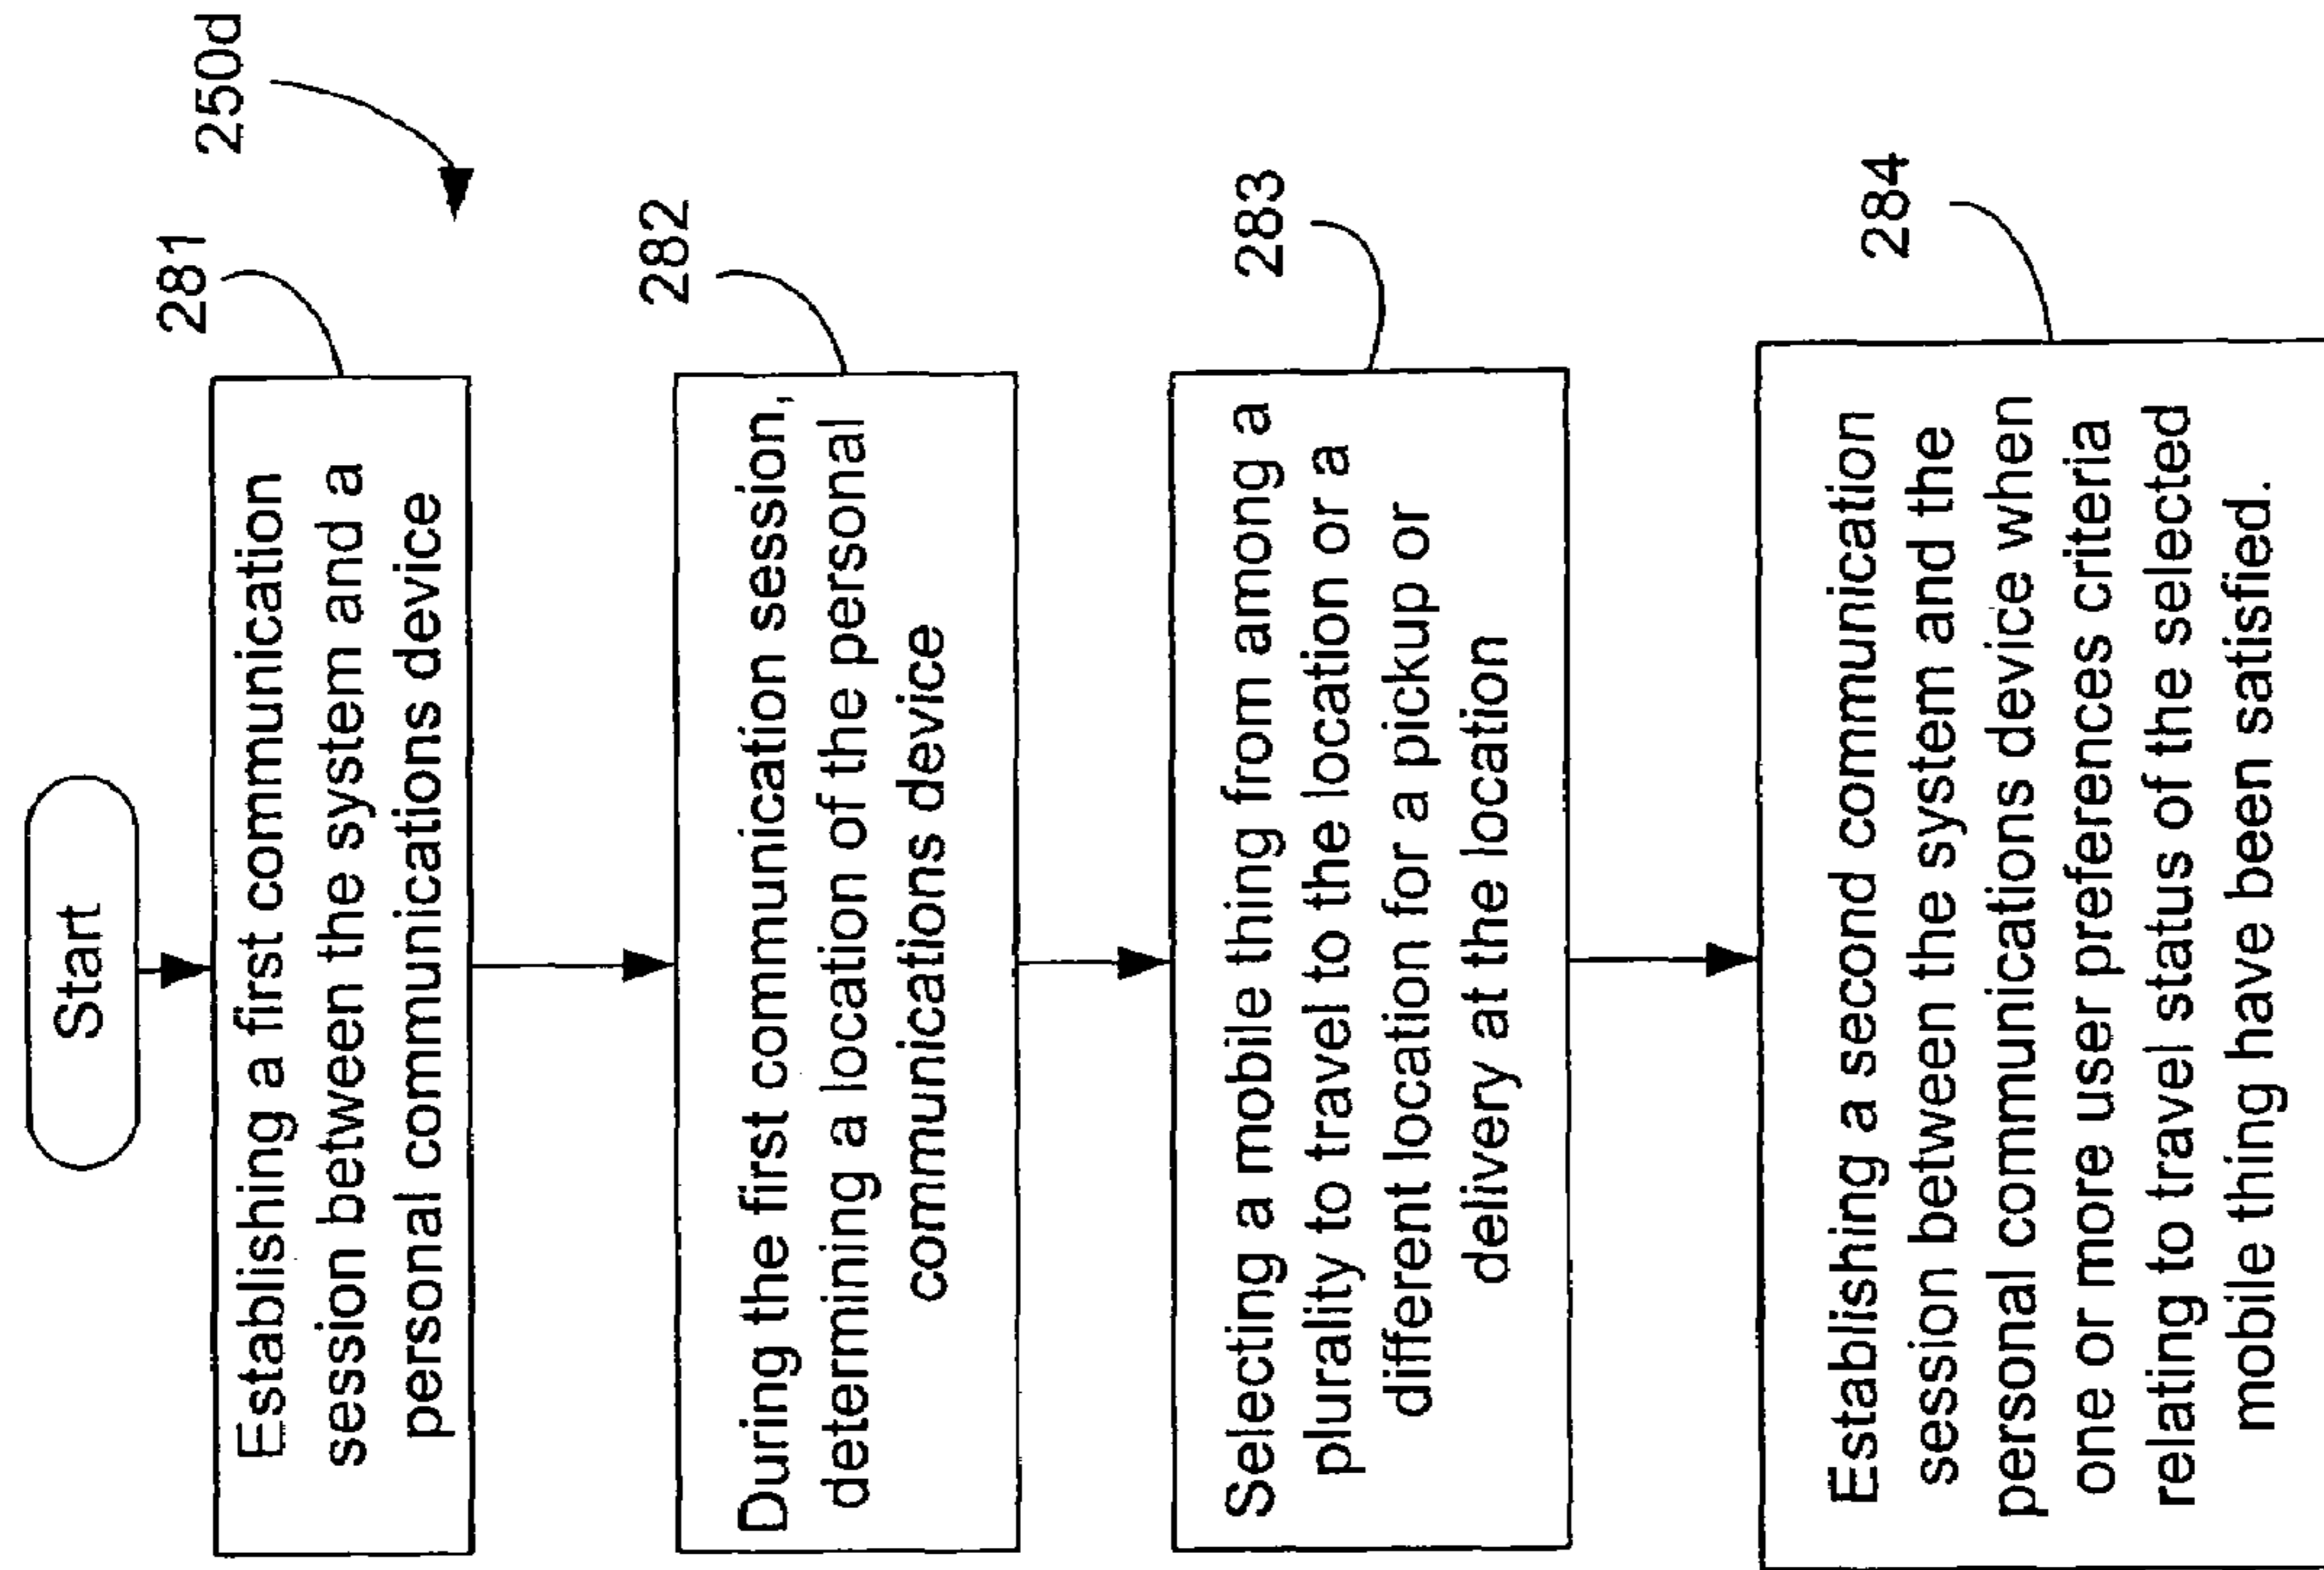 Start
250d
281
Establishing a first communication
session between the system and a
personal communications device
282
During the first communication session,
determining a location of the personal
communications device
283
Selecting a mobile thing from among a
plurality to travel to the location or a
different location for a pickup or
delivery at the location
284
Establishing a second communication
session between the system and the
personal communications device when
one or more user preferences criteria
relating to travel status of the selected
mobile thing have been satisfied.